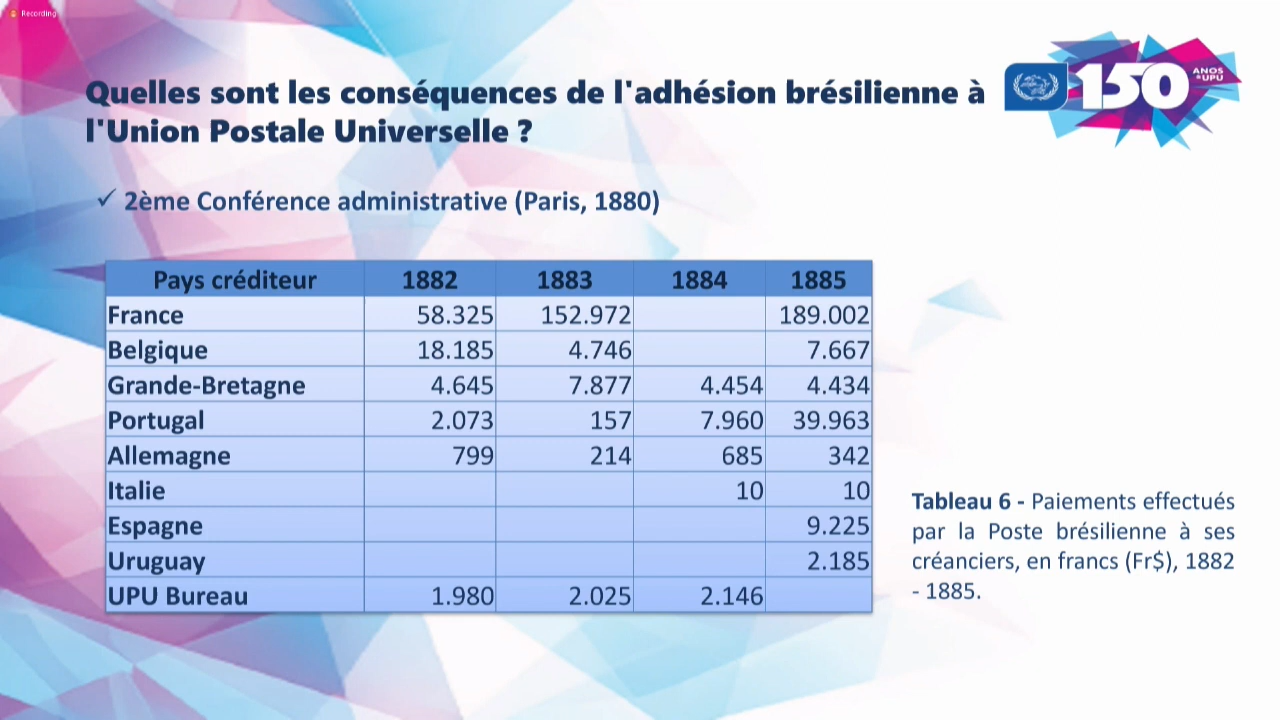 Recording
150 ANOS
UPU
Quelles sont les conséquences de l'adhésion brésilienne à
l'Union Postale Universelle ?
✓ 2ème Conférence administrative (Paris, 1880)
Pays créditeur 1882 1883 1884 1885
France 58.325 152.972 189.002
Belgique 18.185 4.746 7.667
Grande-Bretagne 4.645 7.877 4.454 4.434
Portugal 2.073 157 7.960 39.963
Allemagne 799 214 685 342
Italie 10 10
Espagne 9.225
Uruguay 2.185
UPU Bureau 1.980 2.025 2.146
Tableau 6 - Paiements effectués
par la Poste brésilienne à ses
créanciers, en francs (Fr$), 1882
- 1885.